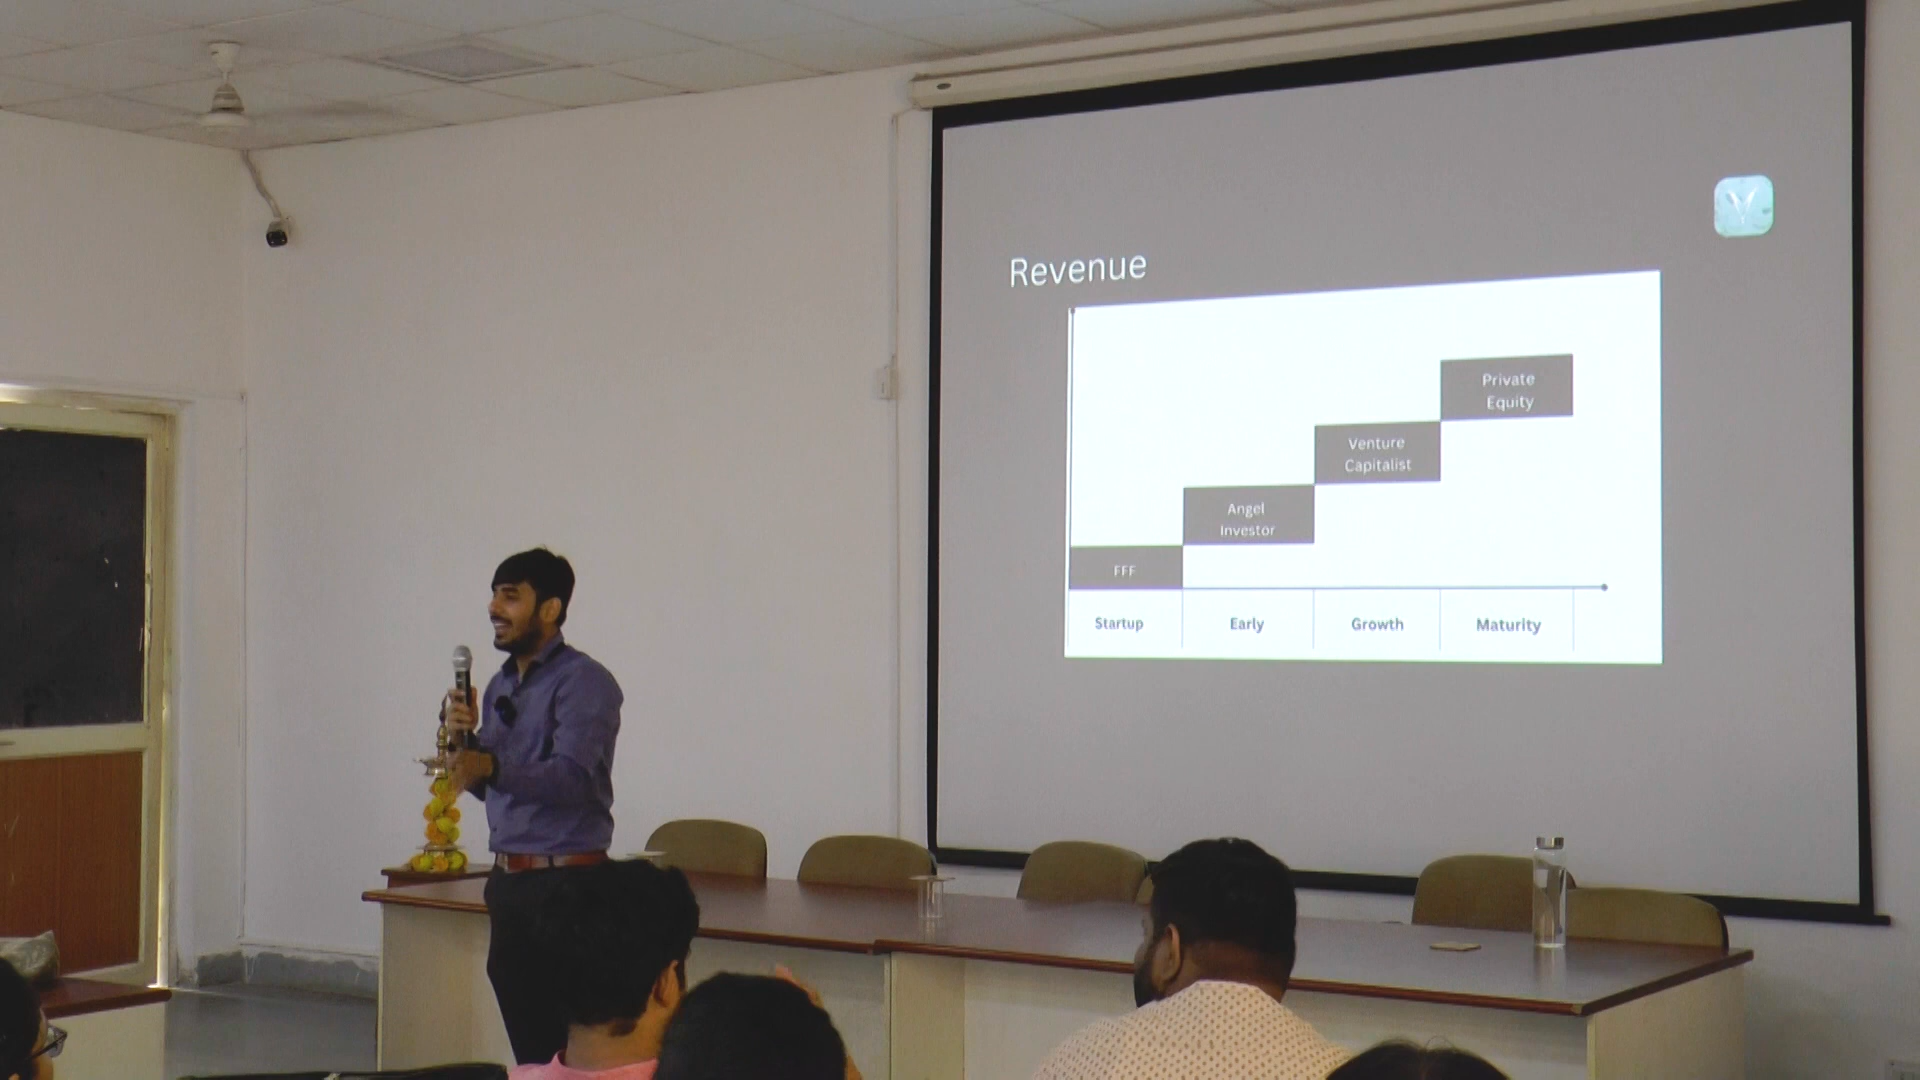 Revenue
Private
Equity
Venture
Capitalist
Angel
Investor
FFF
Startup
Early
Growth
Maturity